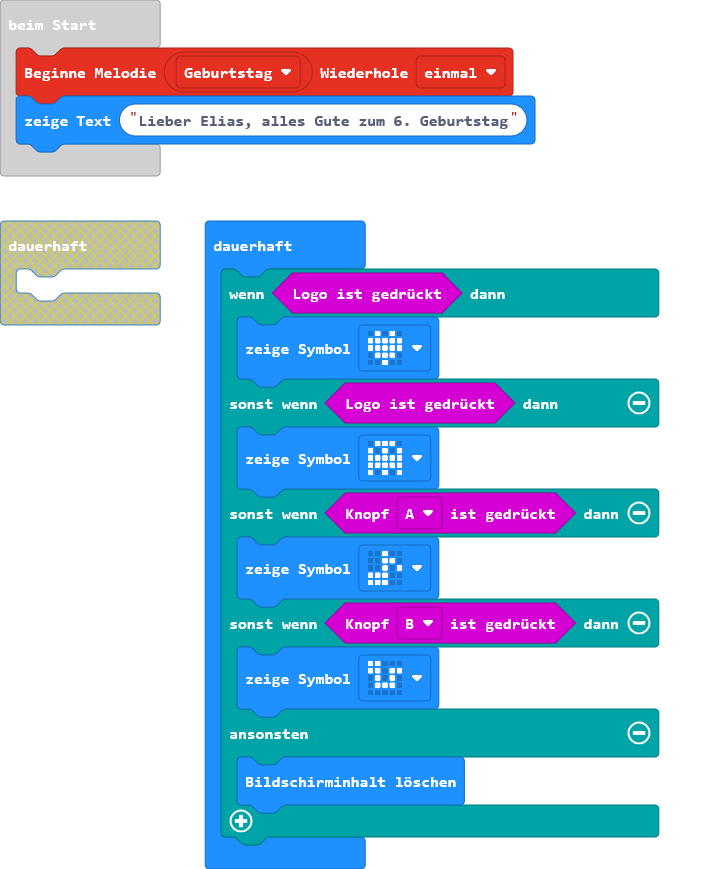 beim Start
Beginne Melodie Geburtstag Wiederhole einmal
zeige Text "Lieber Elias, alles Gute zum 6. Geburtstag"
dauerhaft
dauerhaft
wenn Logo ist gedrückt dann
zeige Symbol
sonst wenn Logo ist gedrückt dann
zeige Symbol
sonst wenn Knopf A ist gedrückt dann
zeige Symbol
sonst wenn Knopf B ist gedrückt dann
zeige Symbol
ansonsten
Bildschirminhalt löschen